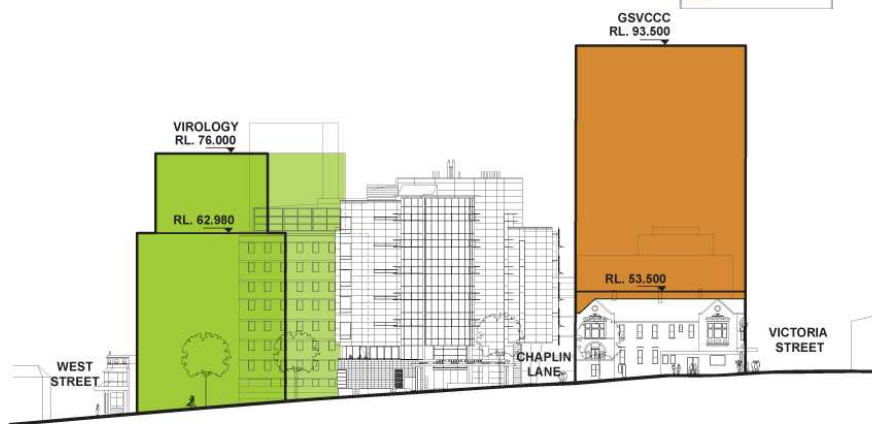 GSVCCC
RL. 93.500
VIROLOGY
RL. 76.000
RL. 62.980
RL. 53.500
WEST
STREET
CHAPLIN
LANE
VICTORIA
STREET